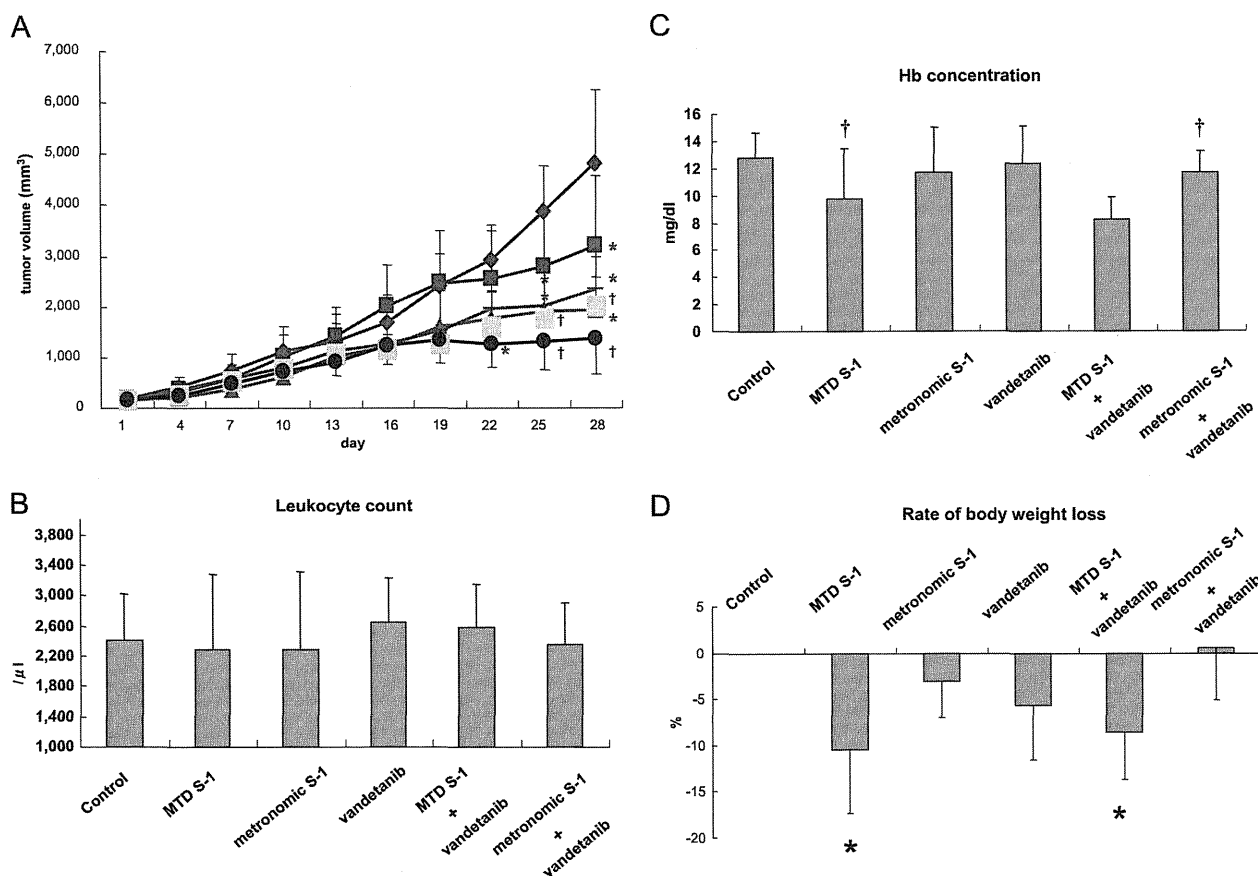 A
7,000
6,000
5,000
4,000
3,000
2,000
1,000
0
tumor volume (mm³)
*
*
†
*
†
*
*
†
†
*
1 4 7 10 13 16 19 22 25 28
day
B
Leukocyte count
3,800
3,400
3,000
2,600
2,200
1,800
1,400
1,000
/μl
Control
MTD S-1
metronomic S-1
vandetanib
MTD S-1
+
vandetanib
metronomic S-1
+
vandetanib
C
Hb concentration
16
14
12
10
8
6
4
2
0
mg/dl
†
†
Control
MTD S-1
metronomic S-1
vandetanib
MTD S-1
+
vandetanib
metronomic S-1
+
vandetanib
D
Rate of body weight loss
Control
MTD S-1
metronomic S-1
vandetanib
MTD S-1
+
vandetanib
metronomic S-1
+
vandetanib
0
-5
-10
-15
-20
%
*
*